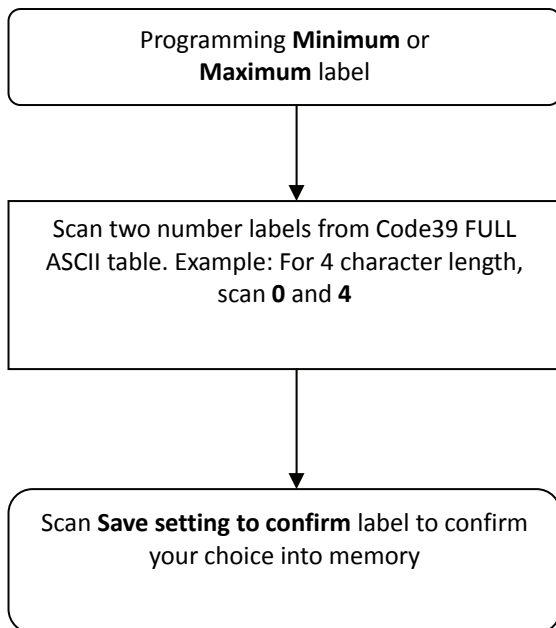 Programming Minimum or
Maximum label
Scan two number labels from Code39 FULL
ASCII table. Example: For 4 character length,
scan 0 and 4
Scan Save setting to confirm label to confirm
your choice into memory